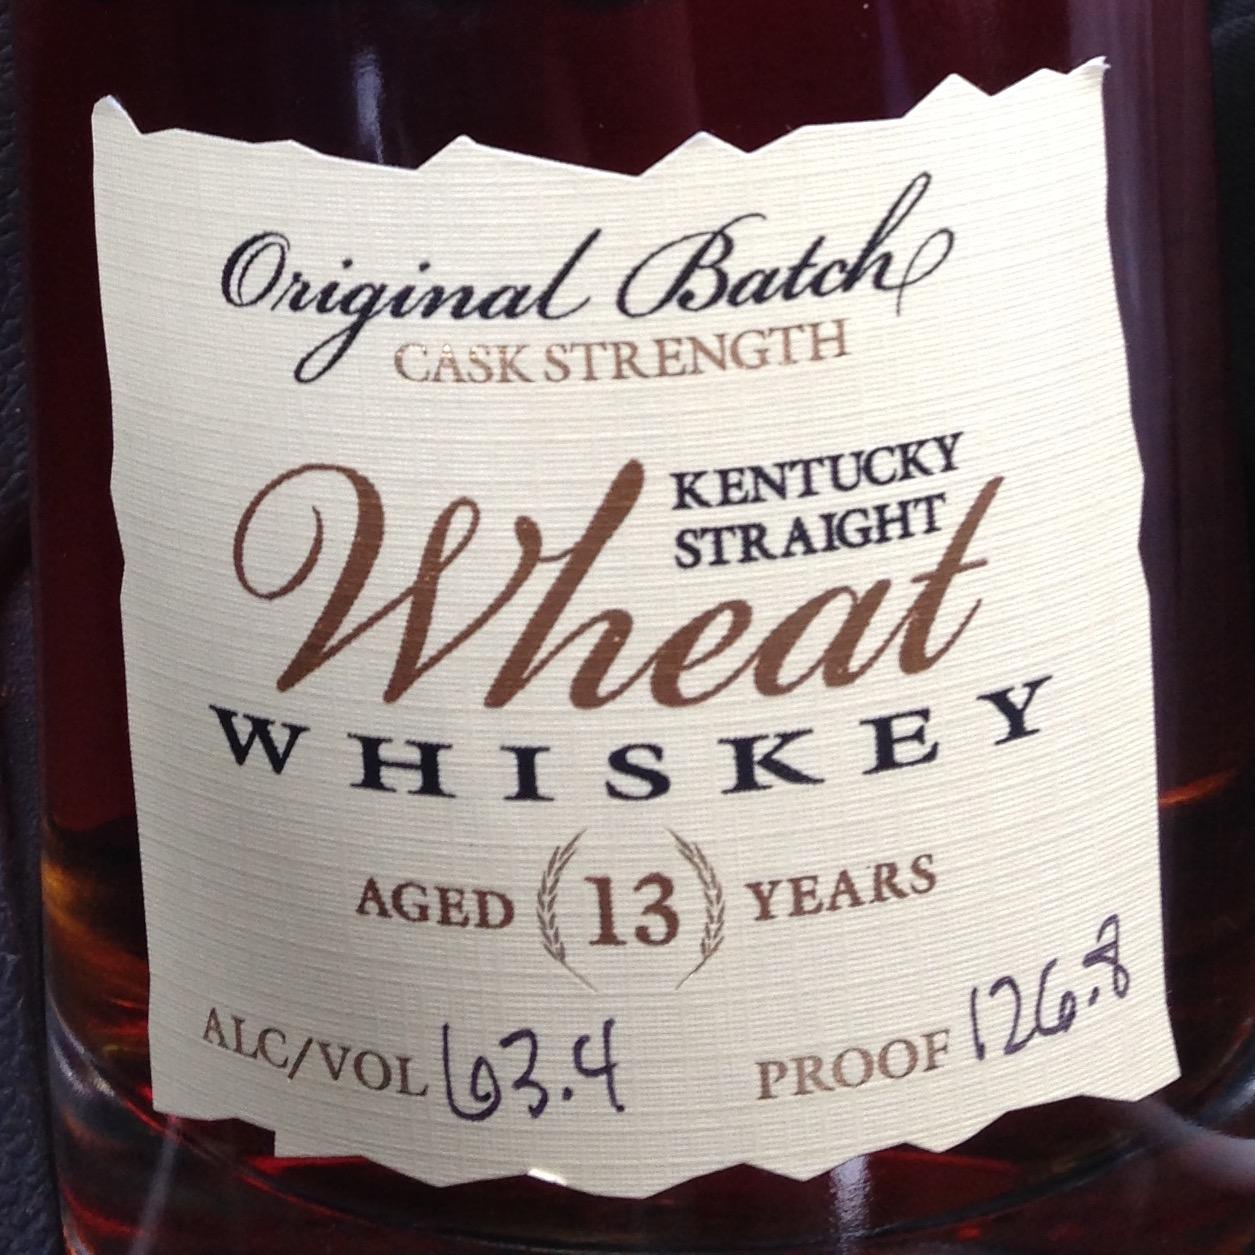 Original Batch
CASK STRENGTH
KENTUCKY
STRAIGHT
Wheat
WHISKEY
AGED 13 YEARS
ALC/VOL 63.4 PROOF 126.8